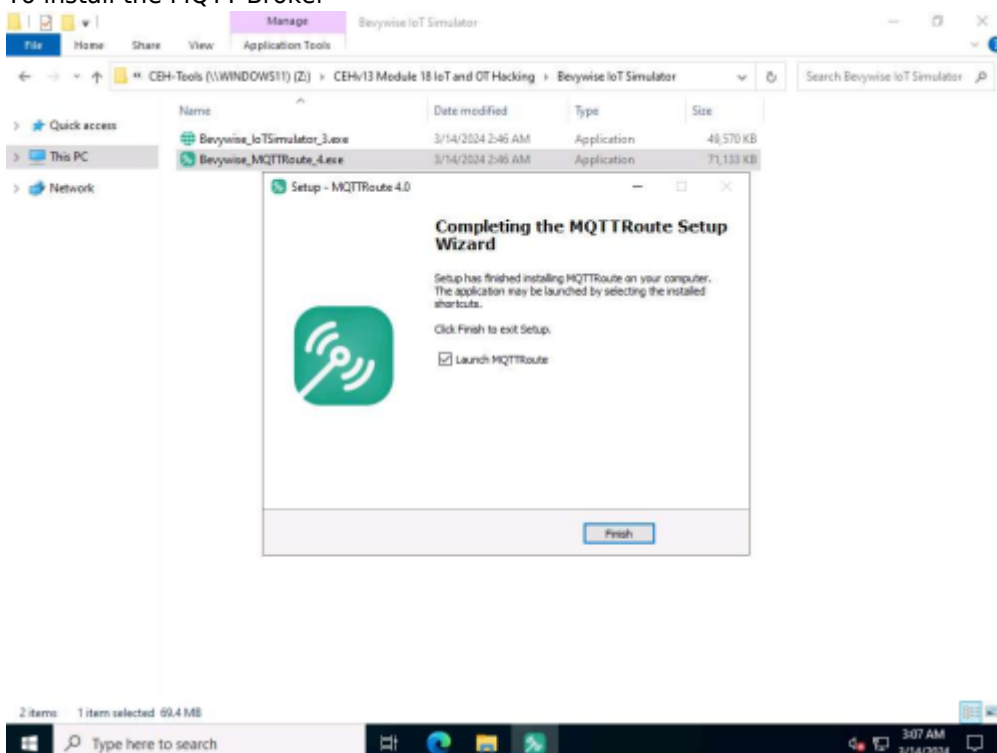 To install the MQTT Broker
Manage
Bevywise IoT Simulator
File Home Share View Application Tools
CEH-Tools (\\WINDOWS11) (Z:) › CEHv13 Module 18 IoT and OT Hacking › Bevywise IoT Simulator
Search Bevywise IoT Simulator
Name Date modified Type Size
Quick access
Bevywise_IoTSimulator_3.exe 3/14/2024 2:46 AM Application 48,570 KB
This PC
Bevywise_MQTTRoute_4.exe 3/14/2024 2:46 AM Application 71,133 KB
Network
Setup - MQTTRoute 4.0
Completing the MQTTRoute Setup
Wizard
Setup has finished installing MQTTRoute on your computer.
The application may be launched by selecting the installed
shortcuts.
Click Finish to exit Setup.
Launch MQTTRoute
Finish
2 items 1 item selected 69.4 MB
Type here to search
3:07 AM
3/14/2024